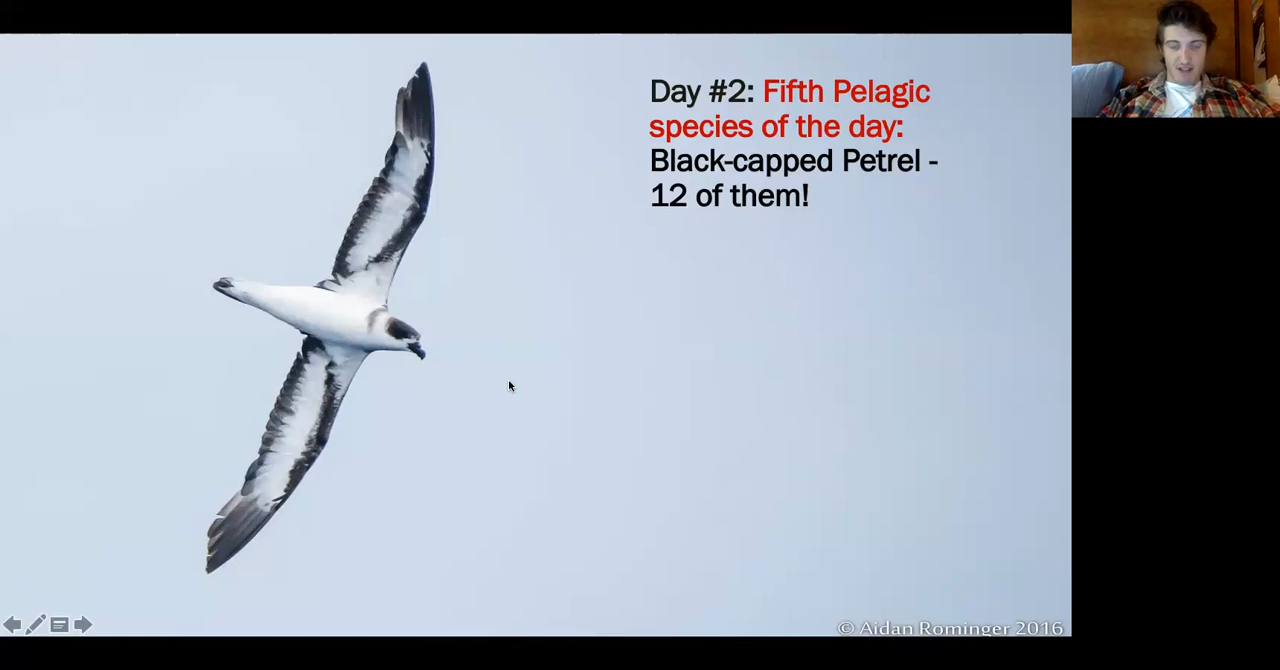 Day #2: Fifth Pelagic
species of the day:
Black-capped Petrel -
12 of them!
© Aidan Rominger 2016